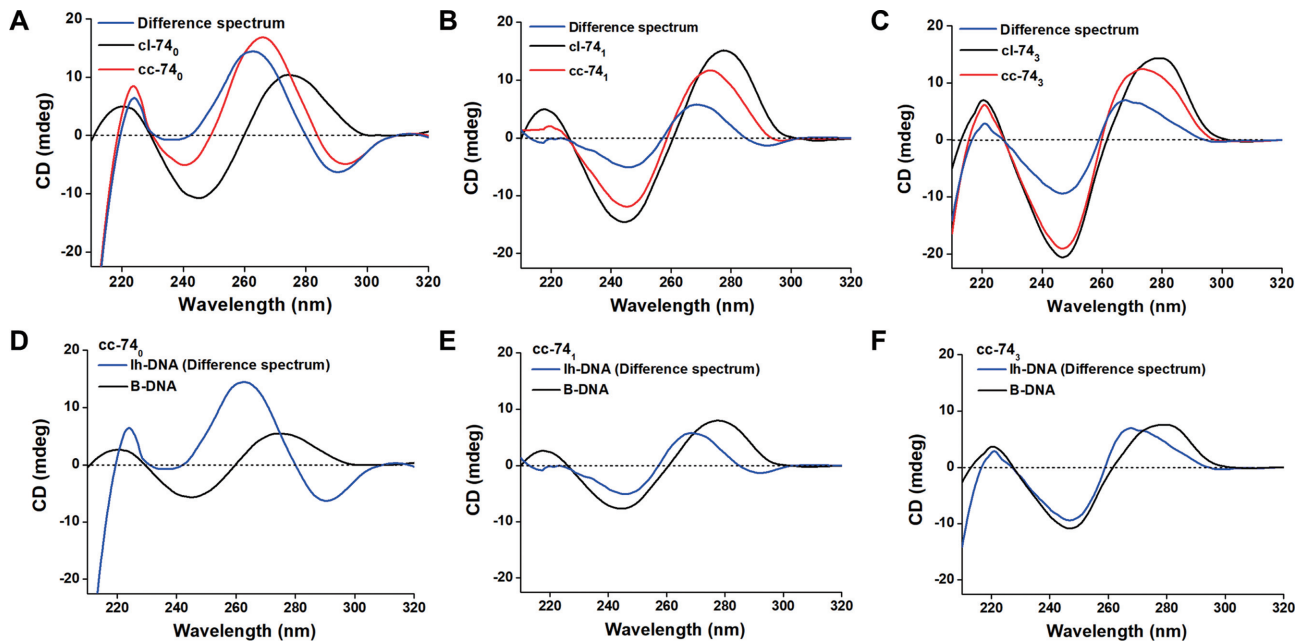 A
Difference spectrum
cl-74₀
cc-74₀
20
10
0
-10
-20
CD (mdeg)
220 240 260 280 300 320
Wavelength (nm)
B
Difference spectrum
cl-74₁
cc-74₁
20
10
0
-10
-20
CD (mdeg)
220 240 260 280 300 320
Wavelength (nm)
C
Difference spectrum
cl-74₃
cc-74₃
20
10
0
-10
-20
CD (mdeg)
220 240 260 280 300 320
Wavelength (nm)
D
cc-74₀
Ih-DNA (Difference spectrum)
B-DNA
20
10
0
-10
-20
CD (mdeg)
220 240 260 280 300 320
Wavelength (nm)
E
cc-74₁
Ih-DNA (Difference spectrum)
B-DNA
20
10
0
-10
-20
CD (mdeg)
220 240 260 280 300 320
Wavelength (nm)
F
cc-74₃
Ih-DNA (Difference spectrum)
B-DNA
20
10
0
-10
-20
CD (mdeg)
220 240 260 280 300 320
Wavelength (nm)